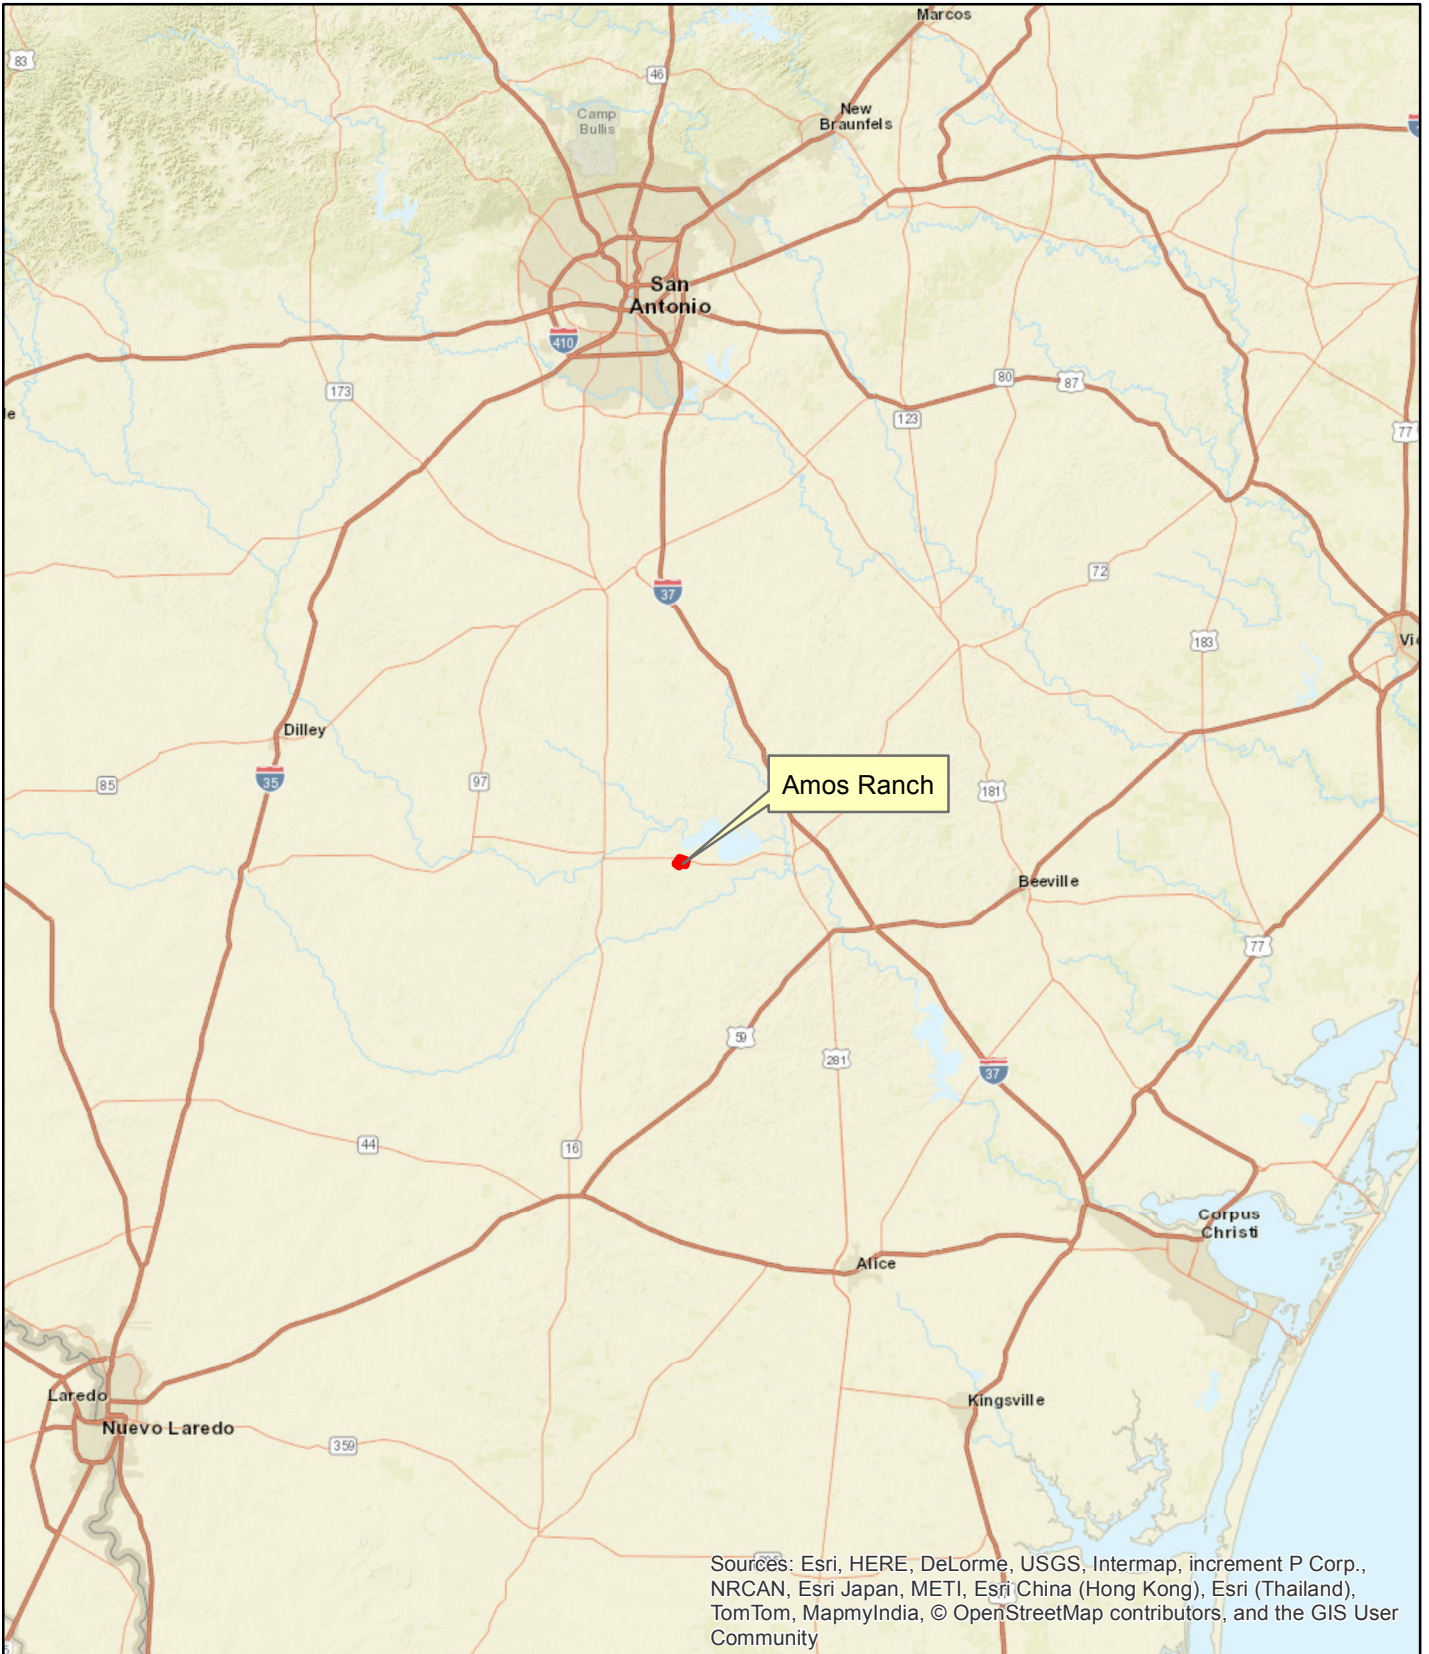 Marcos
83
46
Camp
Bullis
New
Braunfels
San
Antonio
410
173
80
87
le
123
77
72
37
183
Vic
Dilley
35
85
97
Amos Ranch
181
Beeville
77
59
281
37
44
16
Corpus
Christi
Alice
Laredo
Kingsville
Nuevo Laredo
359
Sources: Esri, HERE, DeLorme, USGS, Intermap, increment P Corp.,
NRCAN, Esri Japan, METI, Esri China (Hong Kong), Esri (Thailand),
TomTom, MapmyIndia, © OpenStreetMap contributors, and the GIS User
Community